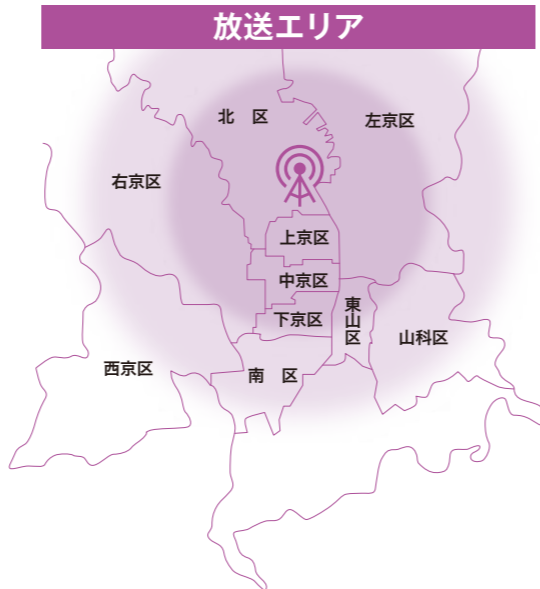 放送エリア
北 区
左京区
右京区
上京区
中京区
下京区
東山区
山科区
西京区
南 区